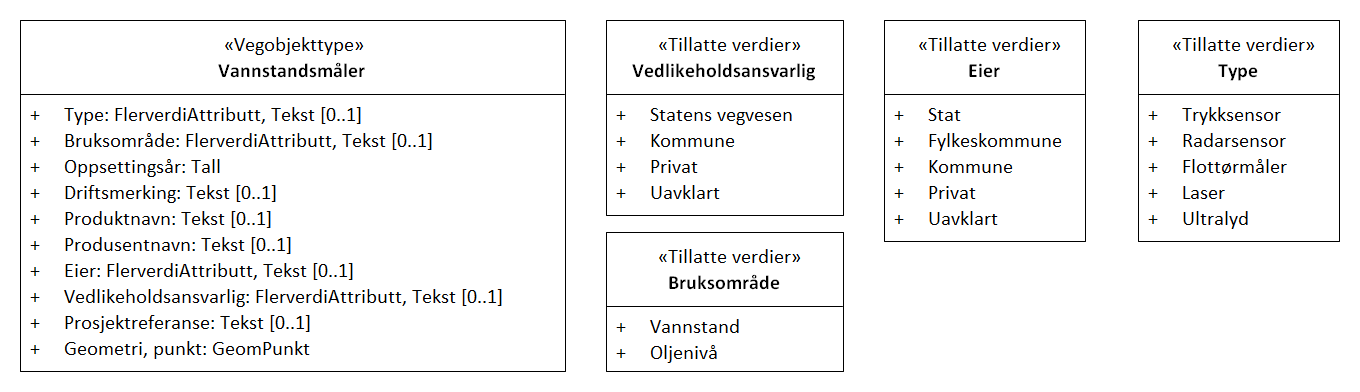 «Vegobjekttype»
Vannstandsmåler
+ Type: FlerverdiAttributt, Tekst [0..1]
+ Bruksområde: FlerverdiAttributt, Tekst [0..1]
+ Oppsettingsår: Tall
+ Driftsmerking: Tekst [0..1]
+ Produktnavn: Tekst [0..1]
+ Produsentnavn: Tekst [0..1]
+ Eier: FlerverdiAttributt, Tekst [0..1]
+ Vedlikeholdsansvarlig: FlerverdiAttributt, Tekst [0..1]
+ Prosjektreferanse: Tekst [0..1]
+ Geometri, punkt: GeomPunkt
«Tillatte verdier»
Vedlikeholdsansvarlig
+ Statens vegvesen
+ Kommune
+ Privat
+ Uavklart
«Tillatte verdier»
Bruksområde
+ Vannstand
+ Oljenivå
«Tillatte verdier»
Eier
+ Stat
+ Fylkeskommune
+ Kommune
+ Privat
+ Uavklart
«Tillatte verdier»
Type
+ Trykksensor
+ Radarsensor
+ Flottørmåler
+ Laser
+ Ultralyd